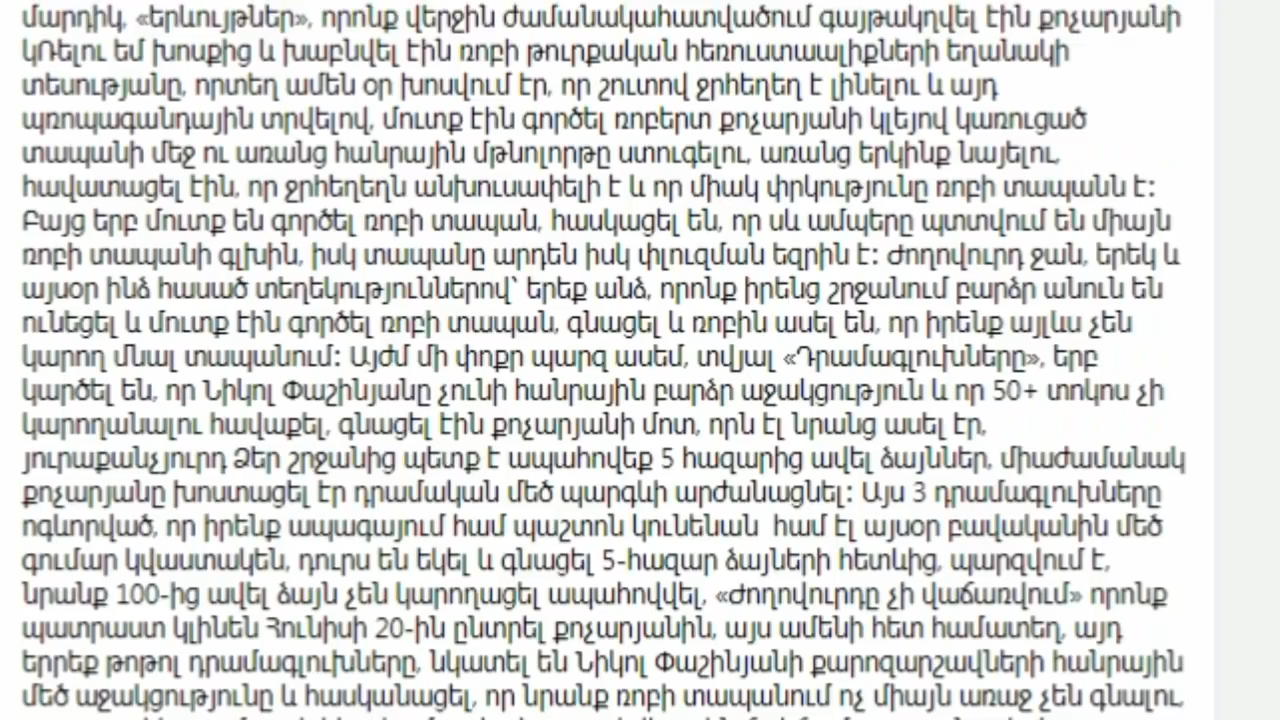 մարդիկ, «երևույթներ», որոնք վերջին ժամանակահատվածում գայթակղվել էին քոչարյանի
կՌելու եմ խոսքից և խաբնվել էին ռոբի թուրքական հեռուստաալիքների եղանակի
տեսությանը, որտեղ ամեն օր խոսվում էր, որ շուտով ջրհեղեղ է լինելու և այդ
պռոպագանդային տրվելով, մուտք էին գործել ռոբերտ քոչարյանի կլեյով կառուցած
տապանի մեջ ու առանց հանրային մթնոլորթը ստուգելու, առանց երկինք նայելու,
հավատացել էին, որ ջրհեղեղն անխուսափելի է և որ միակ փրկությունը ռոբի տապանն է:
Բայց երբ մուտք են գործել ռոբի տապան, հասկացել են, որ սև ամպերը պտտվում են միայն
ռոբի տապանի գլխին, իսկ տապանը արդեն իսկ փլուզման եզրին է: Ժողովուրդ ջան, երեկ և
այսօր ինձ հասած տեղեկություններով՝ երեք անձ, որոնք իրենց շրջանում բարձր անուն են
ունեցել և մուտք էին գործել ռոբի տապան, գնացել և ռոբին ասել են, որ իրենք այլևս չեն
կարող մնալ տապանում: Այժմ մի փոքր պարզ ասեմ, տվյալ «Դրամագլուխները», երբ
կարծել են, որ Նիկոլ Փաշինյանը չունի հանրային բարձր աջակցություն և որ 50+ տոկոս չի
կարողանալու հավաքել, գնացել էին քոչարյանի մոտ, որն էլ նրանց ասել էր,
յուրաքանչյուրդ Ձեր շրջանից պետք է ապահովեք 5 հազարից ավել ձայններ, միաժամանակ
քոչարյանը խոստացել էր դրամական մեծ պարգևի արժանացնել: Այս 3 դրամագլուխները
ոգևորված, որ իրենք ապագայում համ պաշտոն կունենան  համ էլ այսօր բավականին մեծ
գումար կվաստակեն, դուրս են եկել և գնացել 5-հազար ձայների հետևից, պարզվում է,
նրանք 100-ից ավել ձայն չեն կարողացել ապահովվել, «Ժողովուրդը չի վաճառվում» որոնք
պատրաստ կլինեն Հունիսի 20-ին ընտրել քոչարյանին, այս ամենի հետ համատեղ, այդ
երրեք թոթոլ դրամագլուխները, նկատել են Նիկոլ Փաշինյանի քարոզարշավների հանրային
մեծ աջակցությունը և հասկանացել, որ նրանք ռոբի տապանում ոչ միայն առաջ չեն գնալու,